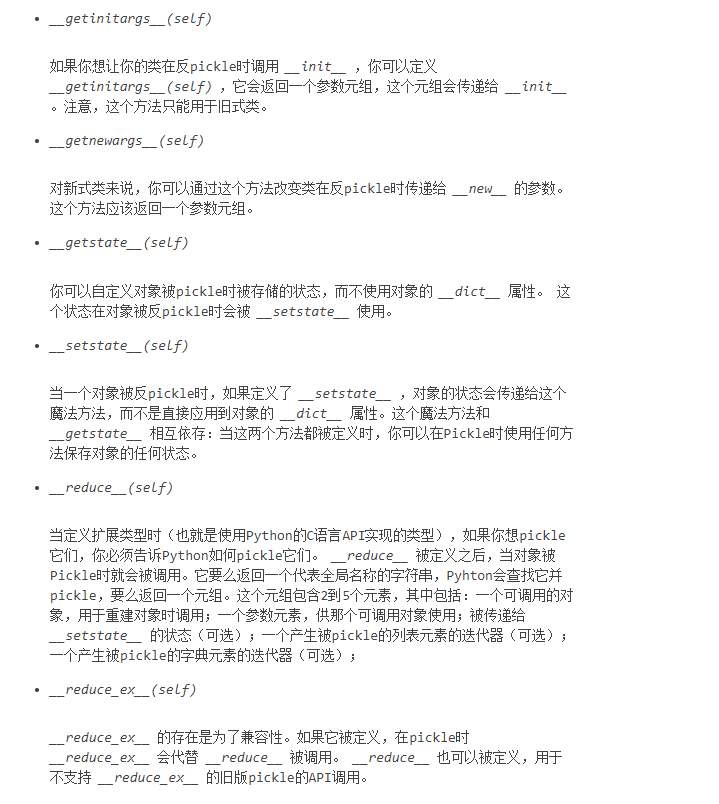 __getinitargs__(self)
如果你想让你的类在反pickle时调用 __init__ ，你可以定义
__getinitargs__(self) ，它会返回一个参数元组，这个元组会传递给 __init__
。注意，这个方法只能用于旧式类。
__getnewargs__(self)
对新式类来说，你可以通过这个方法改变类在反pickle时传递给 __new__ 的参数。
这个方法应该返回一个参数元组。
__getstate__(self)
你可以自定义对象被pickle时被存储的状态，而不使用对象的 __dict__ 属性。 这
个状态在对象被反pickle时会被 __setstate__ 使用。
__setstate__(self)
当一个对象被反pickle时，如果定义了 __setstate__ ，对象的状态会传递给这个
魔法方法，而不是直接应用到对象的 __dict__ 属性。这个魔法方法和
__getstate__ 相互依存：当这两个方法都被定义时，你可以在Pickle时使用任何方
法保存对象的任何状态。
__reduce__(self)
当定义扩展类型时（也就是使用Python的C语言API实现的类型），如果你想pickle
它们，你必须告诉Python如何pickle它们。 __reduce__ 被定义之后，当对象被
Pickle时就会被调用。它要么返回一个代表全局名称的字符串，Pyhton会查找它并
pickle，要么返回一个元组。这个元组包含2到5个元素，其中包括：一个可调用的对
象，用于重建对象时调用；一个参数元素，供那个可调用对象使用；被传递给
__setstate__ 的状态（可选）；一个产生被pickle的列表元素的迭代器（可选）；
一个产生被pickle的字典元素的迭代器（可选）；
__reduce_ex__(self)
__reduce_ex__ 的存在是为了兼容性。如果它被定义，在pickle时
__reduce_ex__ 会代替 __reduce__ 被调用。 __reduce__ 也可以被定义，用于
不支持 __reduce_ex__ 的旧版pickle的API调用。